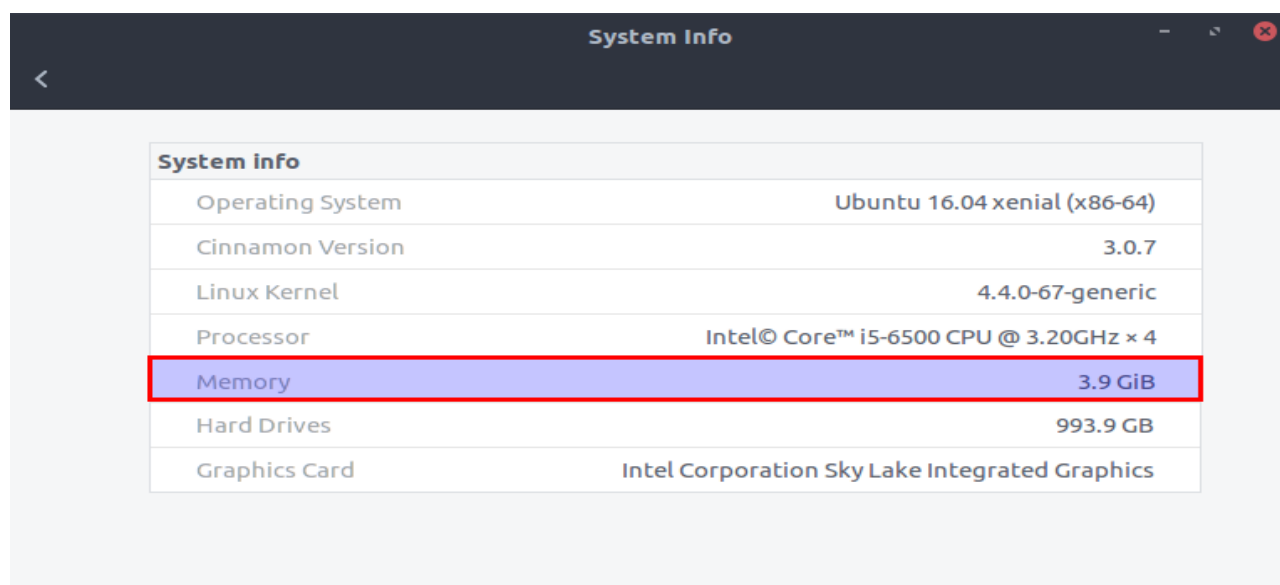 System Info
System info
Operating System Ubuntu 16.04 xenial (x86-64)
Cinnamon Version 3.0.7
Linux Kernel 4.4.0-67-generic
Processor Intel© Core™ i5-6500 CPU @ 3.20GHz × 4
Memory 3.9 GiB
Hard Drives 993.9 GB
Graphics Card Intel Corporation Sky Lake Integrated Graphics